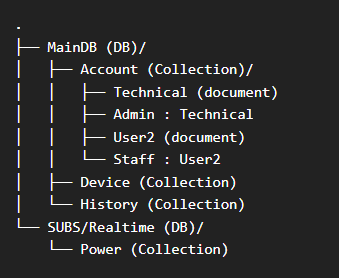 .
├── MainDB (DB)/
│   ├── Account (Collection)/
│   │   ├── Technical (document)
│   │   ├── Admin : Technical
│   │   ├── User2 (document)
│   │   └── Staff : User2
│   ├── Device (Collection)
│   └── History (Collection)
└── SUBS/Realtime (DB)/
    └── Power (Collection)